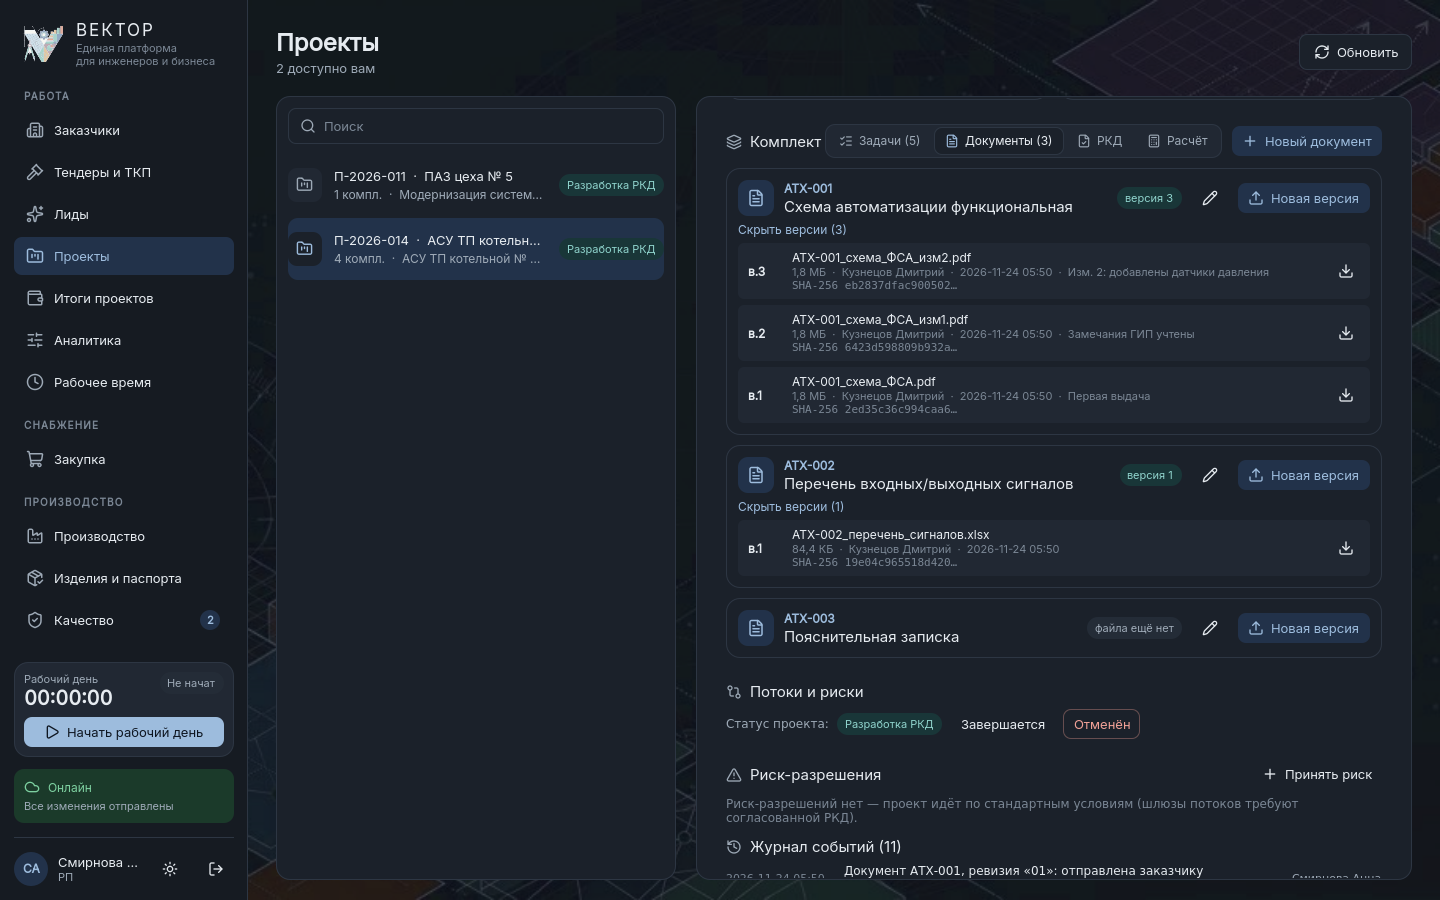 ВЕКТОР
Единая платформа
для инженеров и бизнеса
РАБОТА
Заказчики
Тендеры и ТКП
Лиды
Проекты
Итоги проектов
Аналитика
Рабочее время
СНАБЖЕНИЕ
Закупка
ПРОИЗВОДСТВО
Производство
Изделия и паспорта
Качество
2
Рабочий день
Не начат
00:00:00
Начать рабочий день
Онлайн
Все изменения отправлены
СА
Смирнова ...
РП
Проекты
2 доступно вам
Обновить
Поиск
П-2026-011 · ПАЗ цеха № 5
1 компл. · Модернизация систем...
Разработка РКД
П-2026-014 · АСУ ТП котельн...
4 компл. · АСУ ТП котельной № ...
Разработка РКД
Комплект
Задачи (5)
Документы (3)
РКД
Расчёт
Новый документ
АТХ-001
Схема автоматизации функциональная
версия 3
Новая версия
Скрыть версии (3)
в.3
АТХ-001_схема_ФСА_изм2.pdf
1,8 МБ · Кузнецов Дмитрий · 2026-11-24 05:50 · Изм. 2: добавлены датчики давления
SHA-256 eb2837dfac900502…
в.2
АТХ-001_схема_ФСА_изм1.pdf
1,8 МБ · Кузнецов Дмитрий · 2026-11-24 05:50 · Замечания ГИП учтены
SHA-256 6423d598809b932a…
в.1
АТХ-001_схема_ФСА.pdf
1,8 МБ · Кузнецов Дмитрий · 2026-11-24 05:50 · Первая выдача
SHA-256 2ed35c36c994caa6…
АТХ-002
Перечень входных/выходных сигналов
версия 1
Новая версия
Скрыть версии (1)
в.1
АТХ-002_перечень_сигналов.xlsx
84,4 КБ · Кузнецов Дмитрий · 2026-11-24 05:50
SHA-256 19e04c965518d420…
АТХ-003
Пояснительная записка
файла ещё нет
Новая версия
Потоки и риски
Статус проекта:
Разработка РКД
Завершается
Отменён
Риск-разрешения
Принять риск
Риск-разрешений нет — проект идёт по стандартным условиям (шлюзы потоков требуют
согласованной РКД).
Журнал событий (11)
2026-11-24 05:50
Документ АТХ-001, ревизия «01»: отправлена заказчику
Смирнова Анна